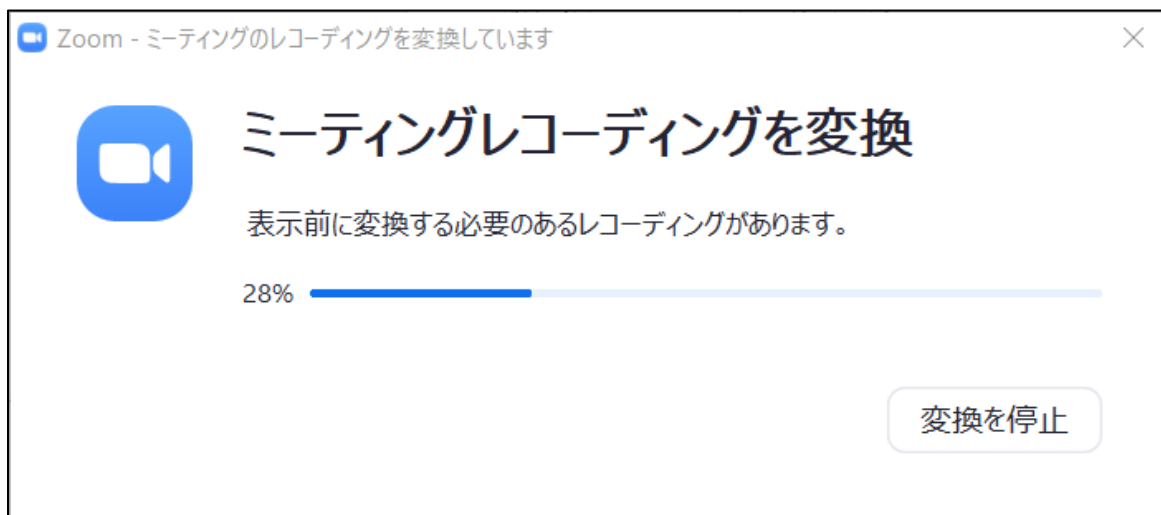 Zoom - ミーティングのレコーディングを変換しています
ミーティングレコーディングを変換
表示前に変換する必要のあるレコーディングがあります。
28%
変換を停止